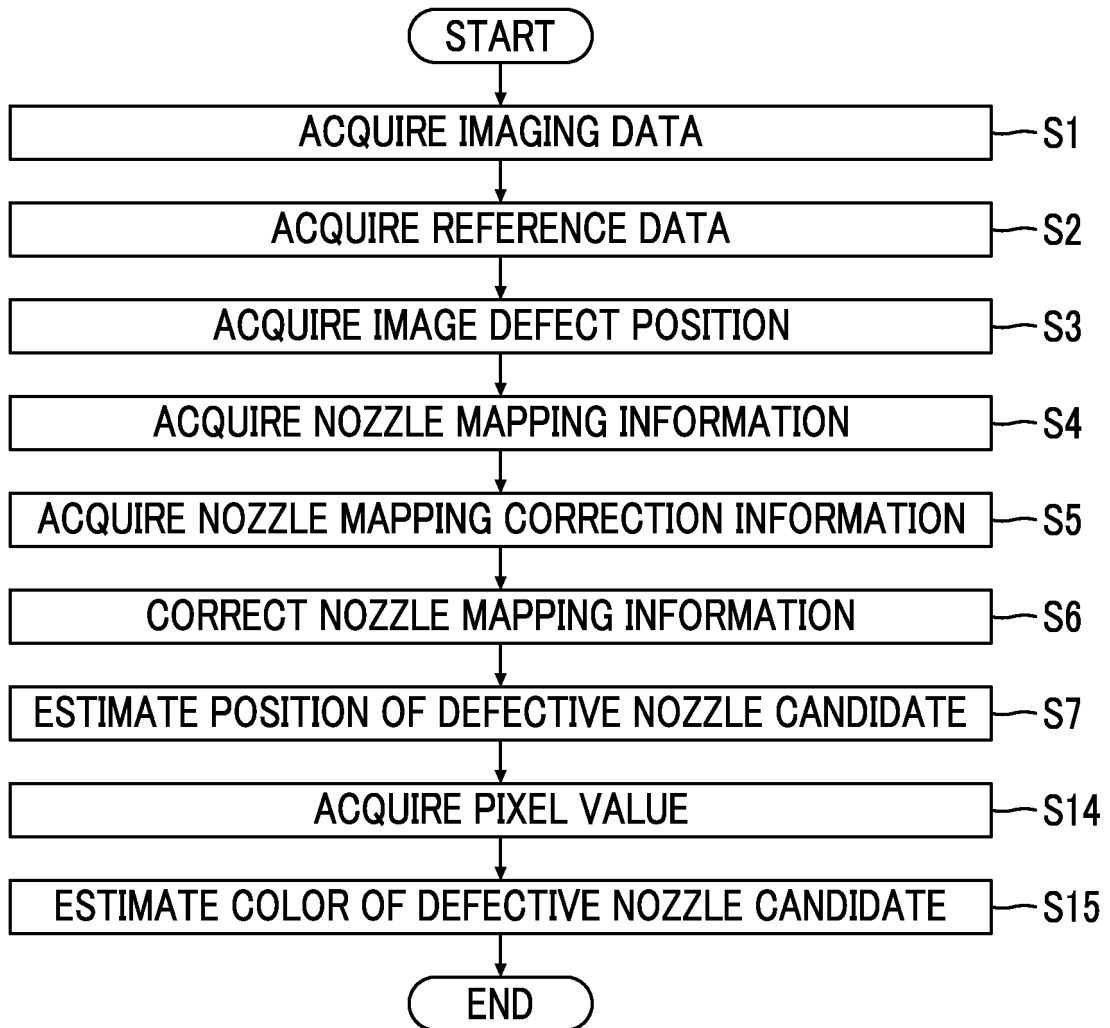 START
ACQUIRE IMAGING DATA S1
ACQUIRE REFERENCE DATA S2
ACQUIRE IMAGE DEFECT POSITION S3
ACQUIRE NOZZLE MAPPING INFORMATION S4
ACQUIRE NOZZLE MAPPING CORRECTION INFORMATION S5
CORRECT NOZZLE MAPPING INFORMATION S6
ESTIMATE POSITION OF DEFECTIVE NOZZLE CANDIDATE S7
ACQUIRE PIXEL VALUE S14
ESTIMATE COLOR OF DEFECTIVE NOZZLE CANDIDATE S15
END